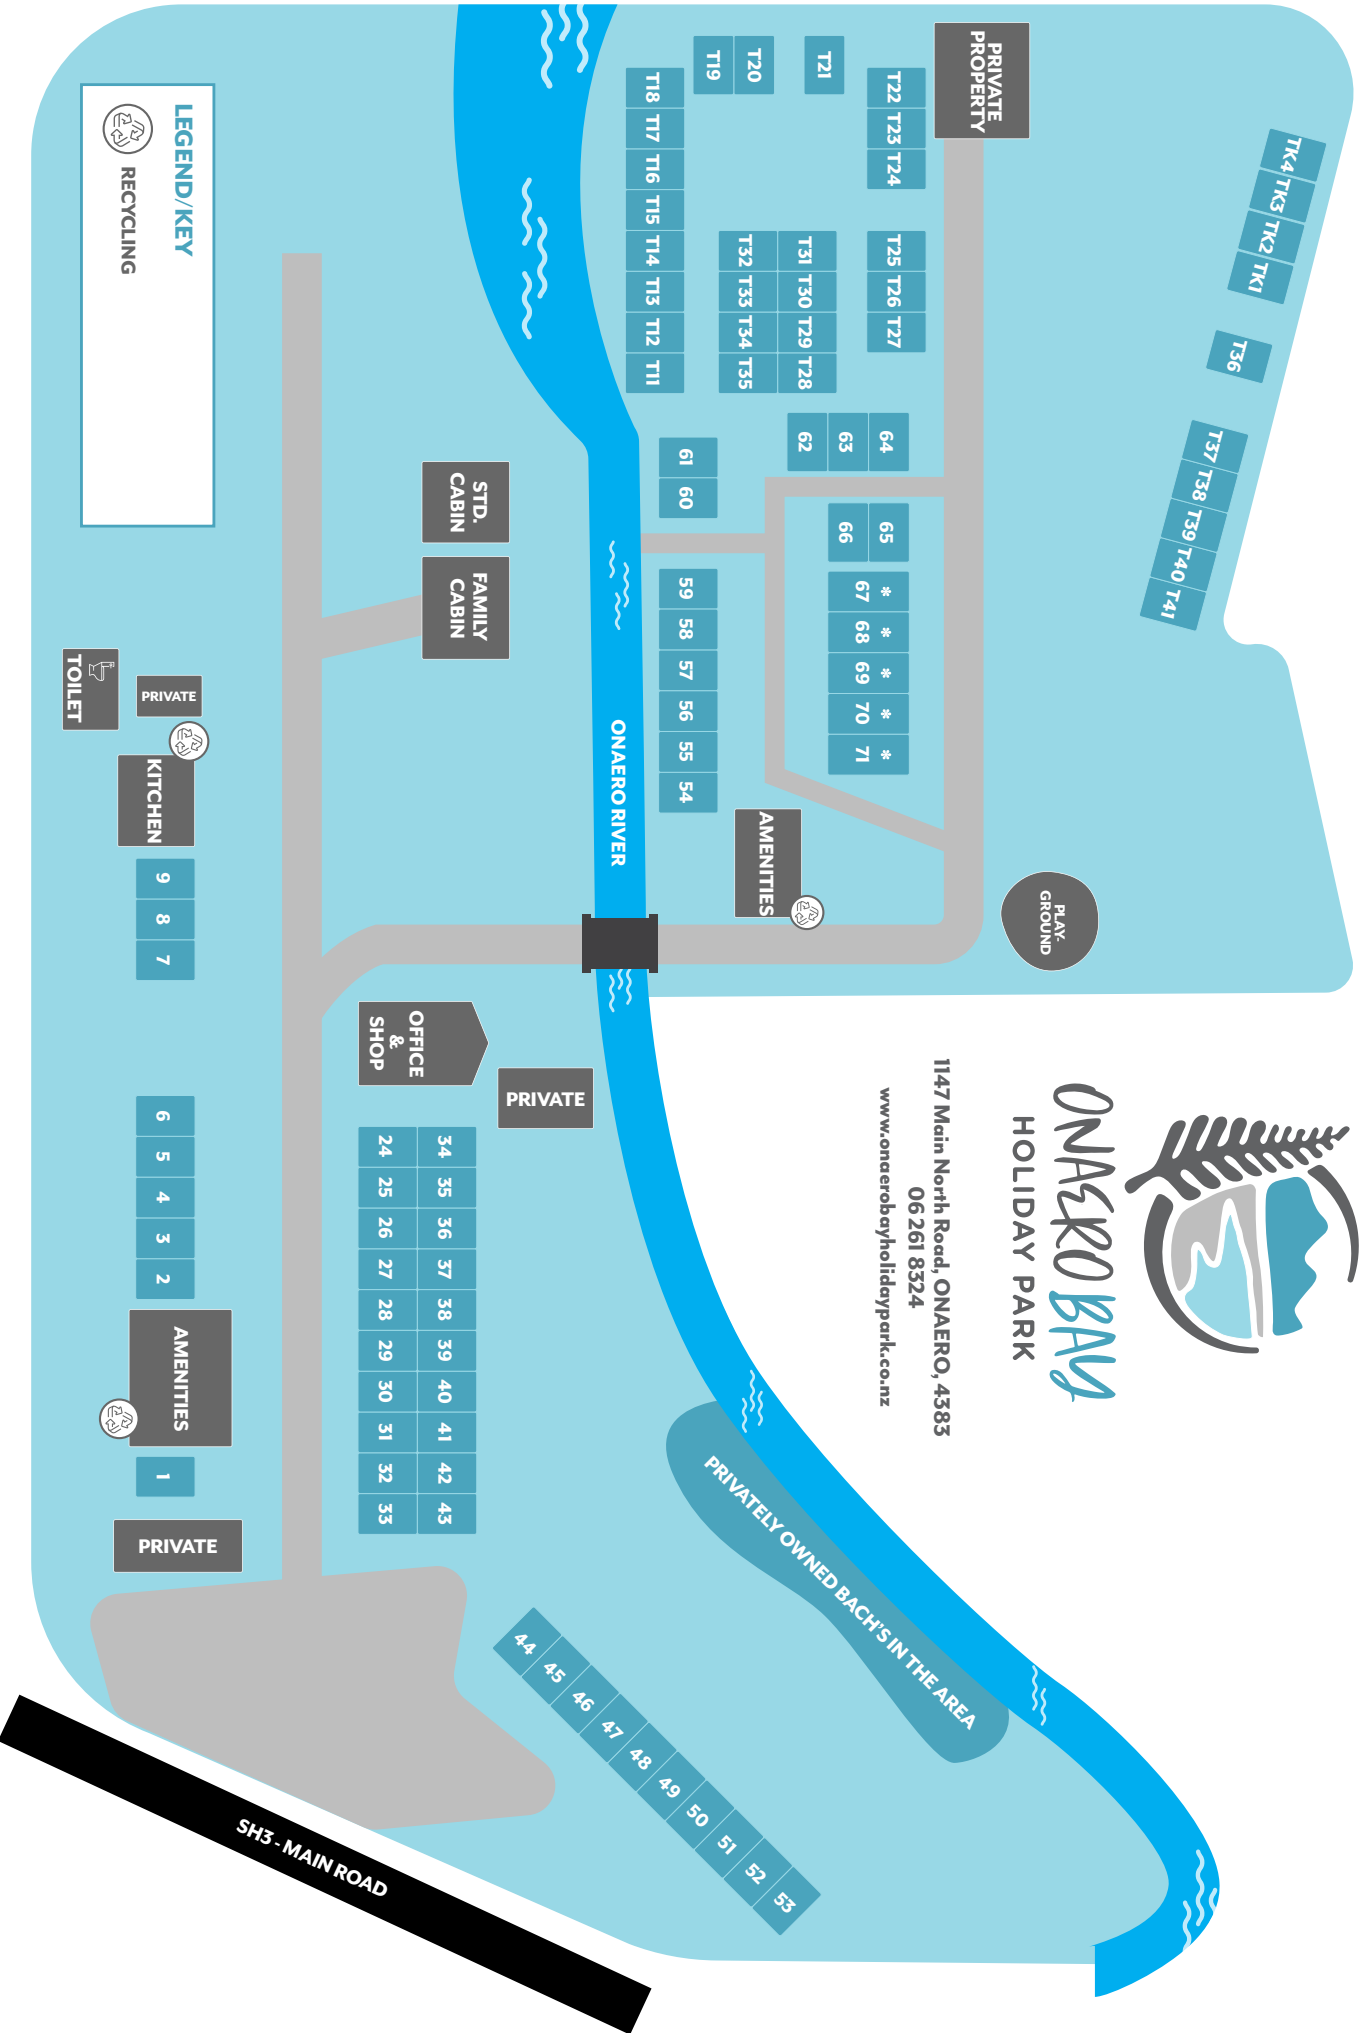 LEGEND/KEY
RECYCLING
T18
T17
T16
T15
T14
T13
T12
T11
T19
T20
T21
T22
T23
T24
T25
T26
T27
T32
T33
T34
T35
T31
T30
T29
T28
PRIVATE
PROPERTY
TK4
TK3
TK2
TK1
T36
T37
T38
T39
T40
T41
62
63
64
61
60
66
65
67 *
68 *
69 *
70 *
71 *
59
58
57
56
55
54
AMENITIES
PLAY-
GROUND
STD.
CABIN
FAMILY
CABIN
ONAERO RIVER
TOILET
PRIVATE
KITCHEN
9
8
7
6
5
4
3
2
AMENITIES
1
PRIVATE
OFFICE
&
SHOP
PRIVATE
24
25
26
27
28
29
30
31
32
33
34
35
36
37
38
39
40
41
42
43
44
45
46
47
48
49
50
51
52
53
PRIVATELY OWNED BACH'S IN THE AREA
SH3 - MAIN ROAD
ONAERO BAY
HOLIDAY PARK
1147 Main North Road, ONAERO, 4383
06 261 8324
www.onaerobayholidaypark.co.nz